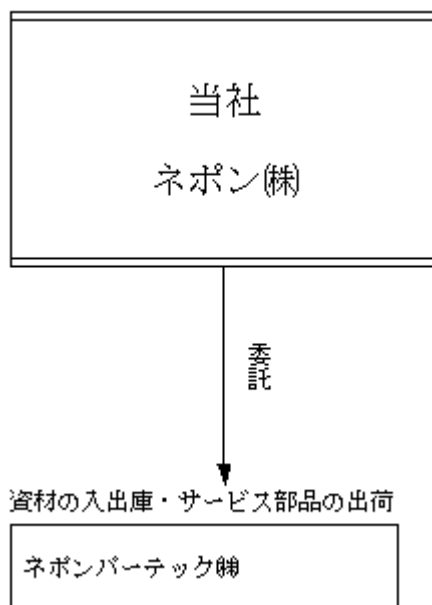 当社
ネポン㈱
委託
資材の入出庫・サービス部品の出荷
ネポンパーテック㈱